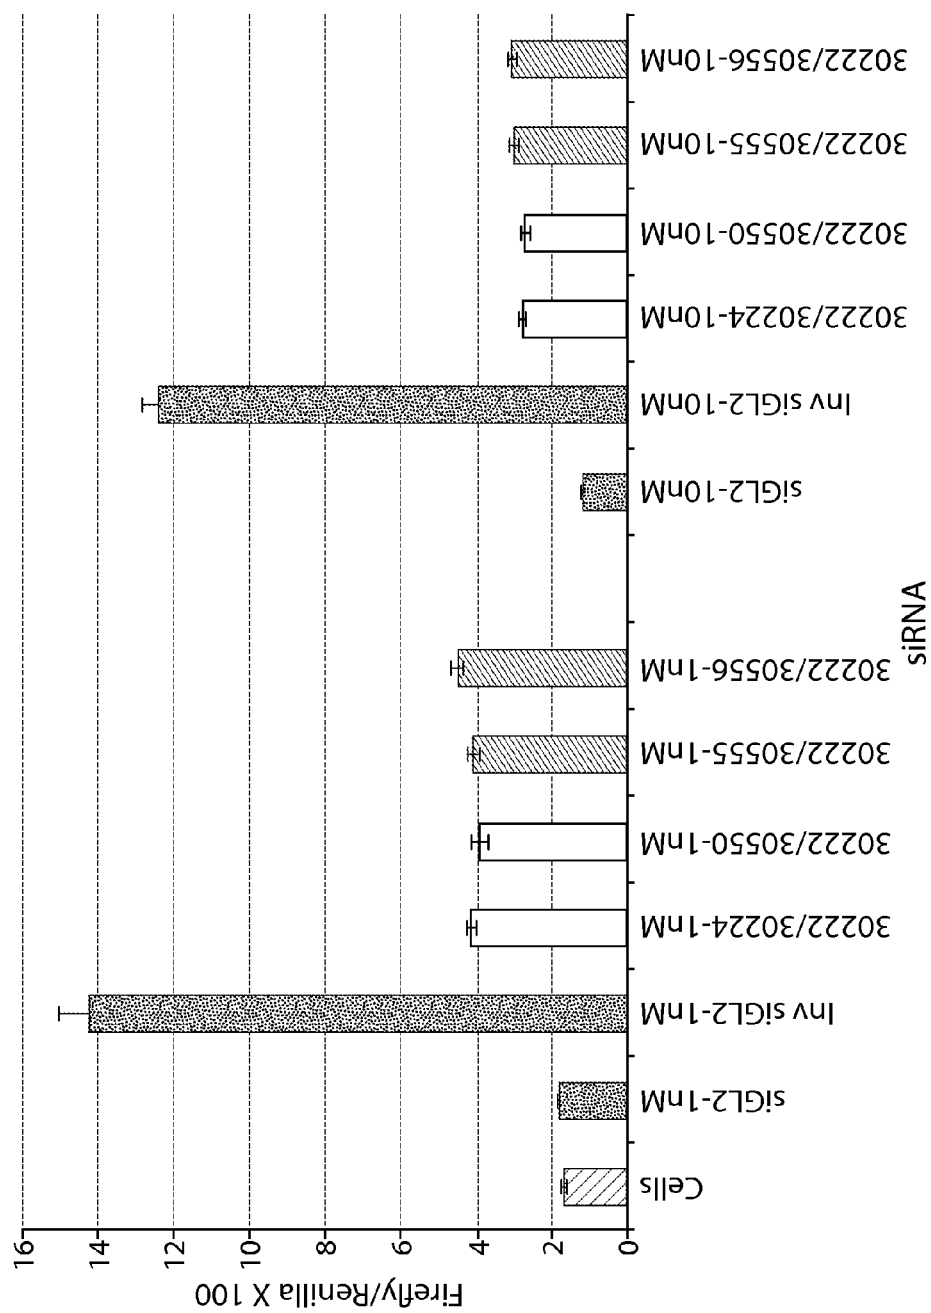 Firefly/Renilla X 100
16
14
12
10
8
6
4
2
0
Cells
siGL2-1nM
Inv siGL2-1nM
30222/30224-1nM
30222/30550-1nM
30222/30555-1nM
30222/30556-1nM
siGL2-10nM
Inv siGL2-10nM
30222/30224-10nM
30222/30550-10nM
30222/30555-10nM
30222/30556-10nM
siRNA